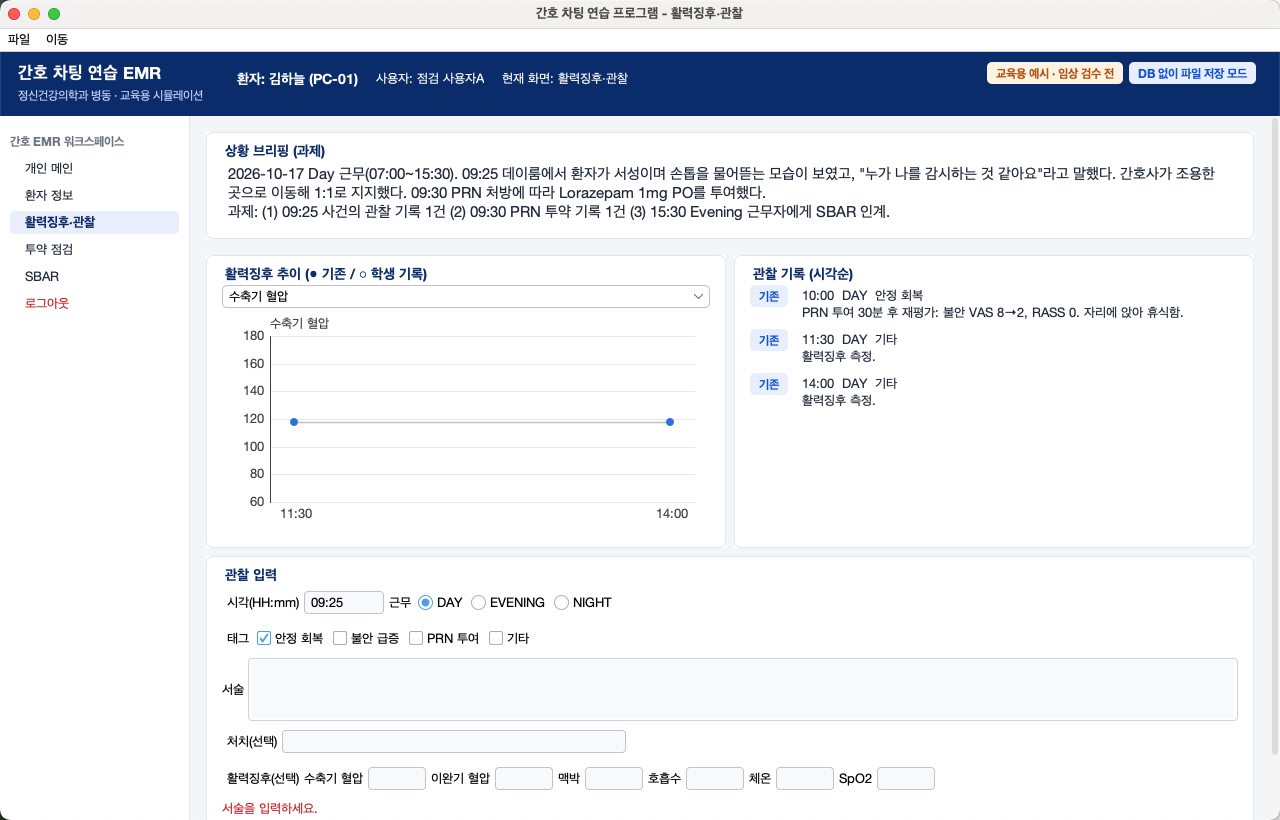 간호 차팅 연습 프로그램 - 활력징후·관찰
파일 이동
간호 차팅 연습 EMR
정신건강의학과 병동 · 교육용 시뮬레이션
환자: 김하늘 (PC-01) 사용자: 점검 사용자A 현재 화면: 활력징후·관찰
교육용 예시 · 임상 검수 전
DB 없이 파일 저장 모드
간호 EMR 워크스페이스
개인 메인
환자 정보
활력징후·관찰
투약 점검
SBAR
로그아웃
상황 브리핑 (과제)
2026-10-17 Day 근무(07:00~15:30). 09:25 데이룸에서 환자가 서성이며 손톱을 물어뜯는 모습이 보였고, "누가 나를 감시하는 것 같아요"라고 말했다. 간호사가 조용한
곳으로 이동해 1:1로 지지했다. 09:30 PRN 처방에 따라 Lorazepam 1mg PO를 투여했다.
과제: (1) 09:25 사건의 관찰 기록 1건 (2) 09:30 PRN 투약 기록 1건 (3) 15:30 Evening 근무자에게 SBAR 인계.
활력징후 추이 (● 기존 / ○ 학생 기록)
수축기 혈압
수축기 혈압
180
160
140
120
100
80
60
11:30 14:00
관찰 기록 (시각순)
기존 10:00 DAY 안정 회복
PRN 투여 30분 후 재평가: 불안 VAS 8→2, RASS 0. 자리에 앉아 휴식함.
기존 11:30 DAY 기타
활력징후 측정.
기존 14:00 DAY 기타
활력징후 측정.
관찰 입력
시각(HH:mm) 09:25 근무 DAY EVENING NIGHT
태그 안정 회복 불안 급증 PRN 투여 기타
서술
처치(선택)
활력징후(선택) 수축기 혈압 이완기 혈압 맥박 호흡수 체온 SpO2
서술을 입력하세요.